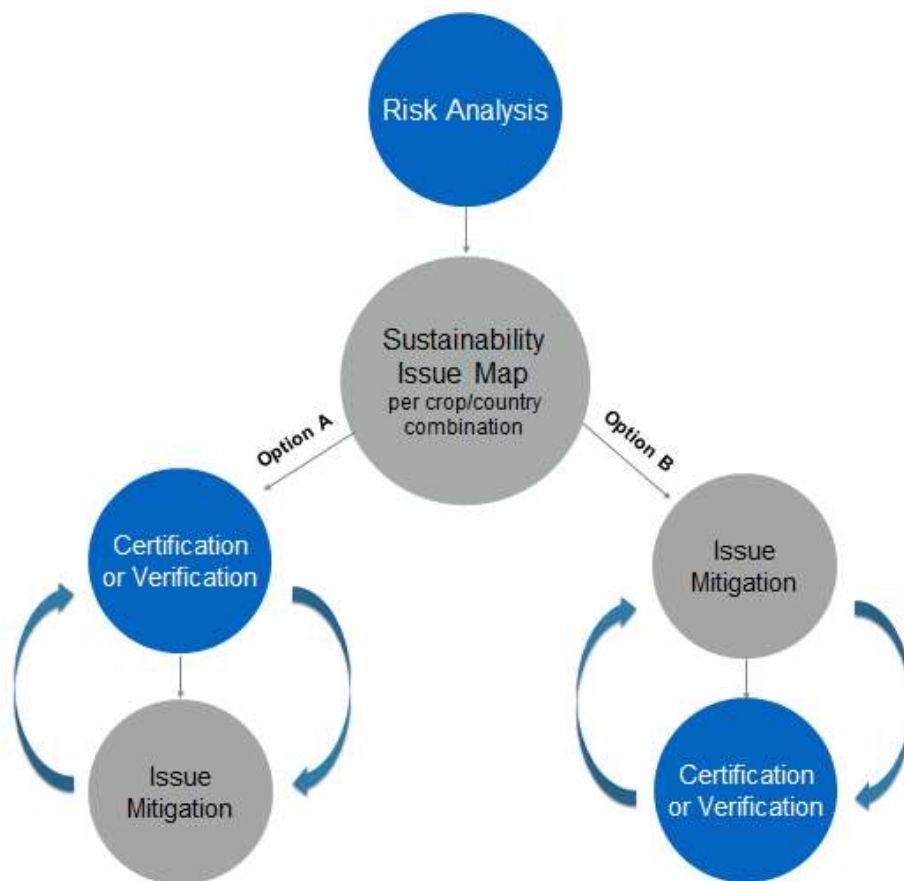 Risk Analysis
Sustainability
Issue Map
per crop/country
combination
Option A
Option B
Certification
or Verification
Issue
Mitigation
Issue
Mitigation
Certification
or Verification